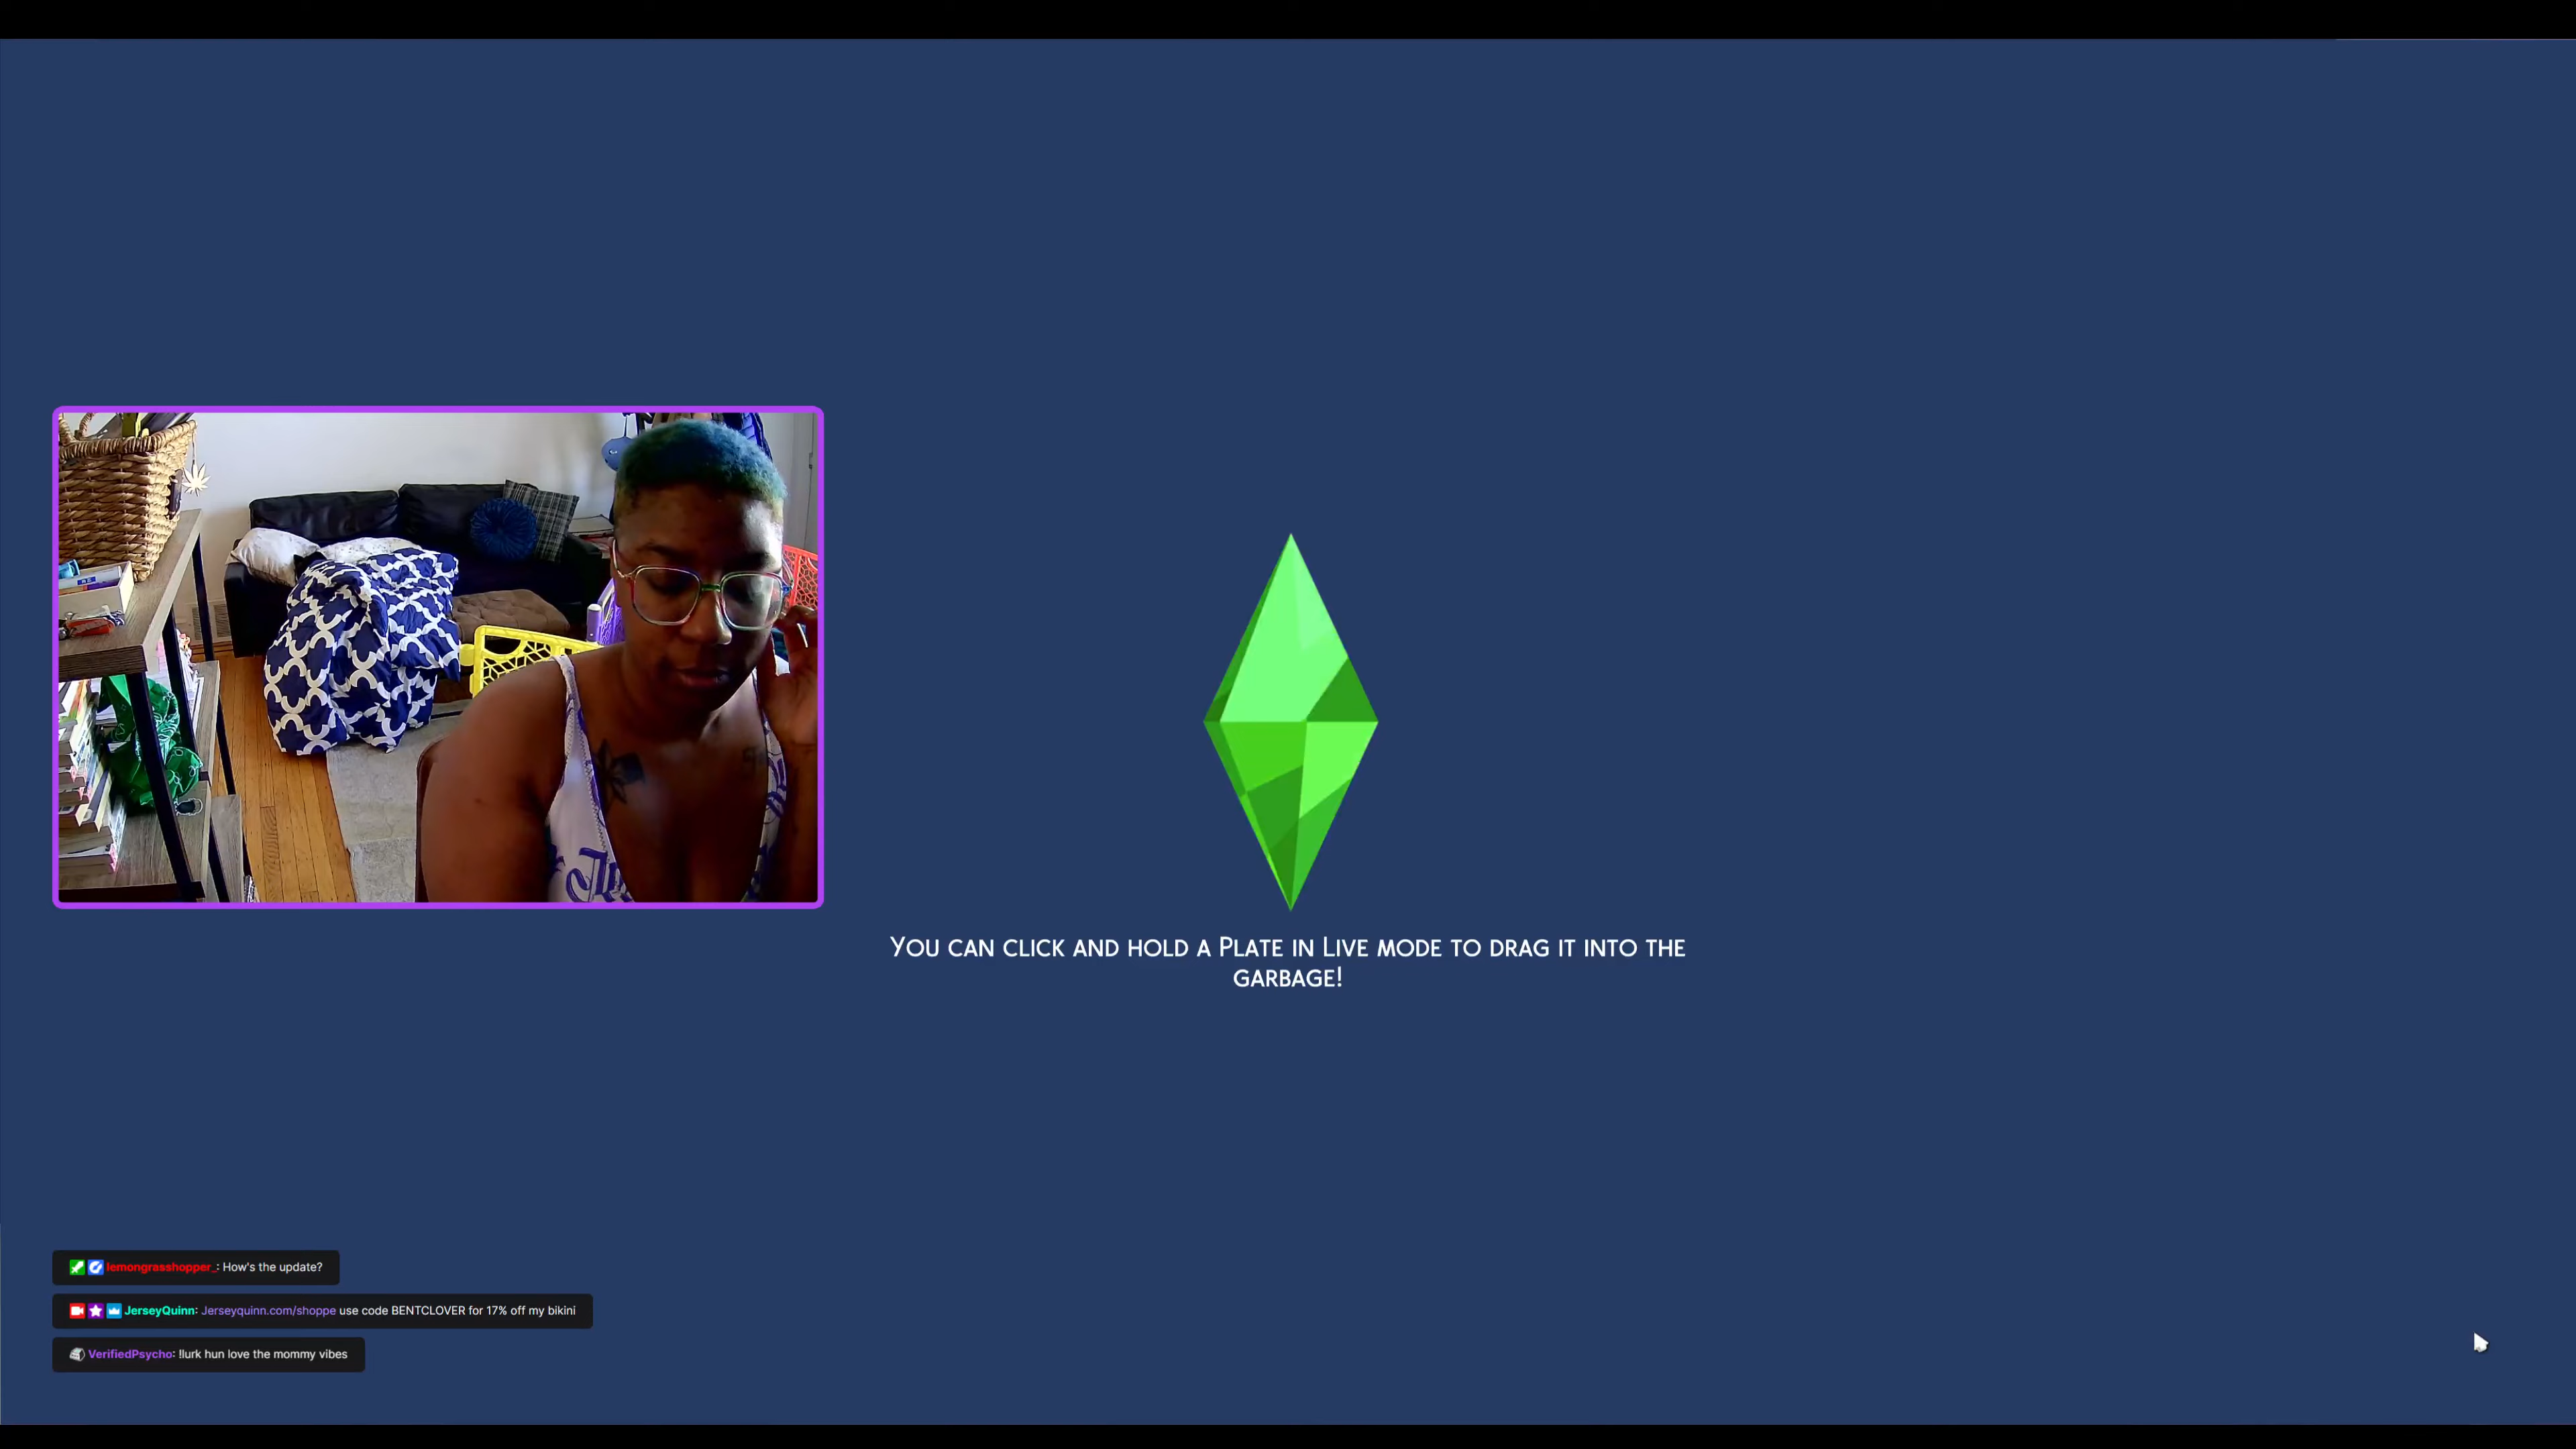 YOU CAN CLICK AND HOLD A PLATE IN LIVE MODE TO DRAG IT INTO THE
GARBAGE!
lemongrasshopper_: How's the update?
JerseyQuinn: Jerseyquinn.com/shoppe use code BENTCLOVER for 17% off my bikini
VerifiedPsycho: !lurk hun love the mommy vibes